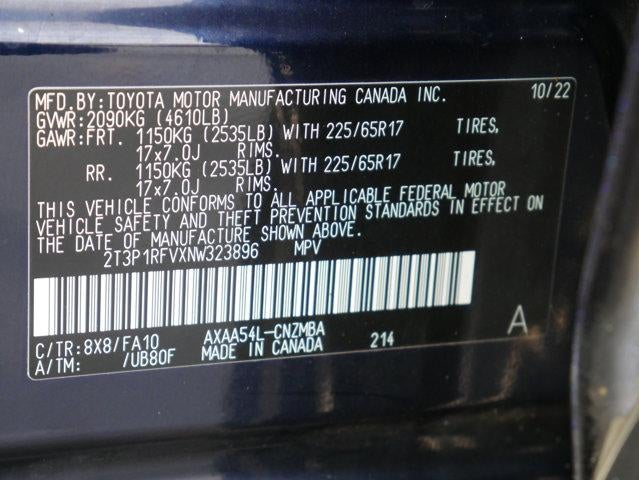 MFD. BY: TOYOTA MOTOR MANUFACTURING CANADA INC. 10/22
GVWR: 2090KG (4610LB)
GAWR: FRT. 1150KG (2535LB) WITH 225/65R17 TIRES,
17x7.0J RIMS.
RR. 1150KG (2535LB) WITH 225/65R17 TIRES,
17x7.0J RIMS.
THIS VEHICLE CONFORMS TO ALL APPLICABLE FEDERAL MOTOR
VEHICLE SAFETY AND THEFT PREVENTION STANDARDS IN EFFECT ON
THE DATE OF MANUFACTURE SHOWN ABOVE.
2T3P1RFVXNW323896 MPV
A
C/TR: 8X8/FA10 AXAA54L-CNZMBA 214
A/TM: /UB80F MADE IN CANADA